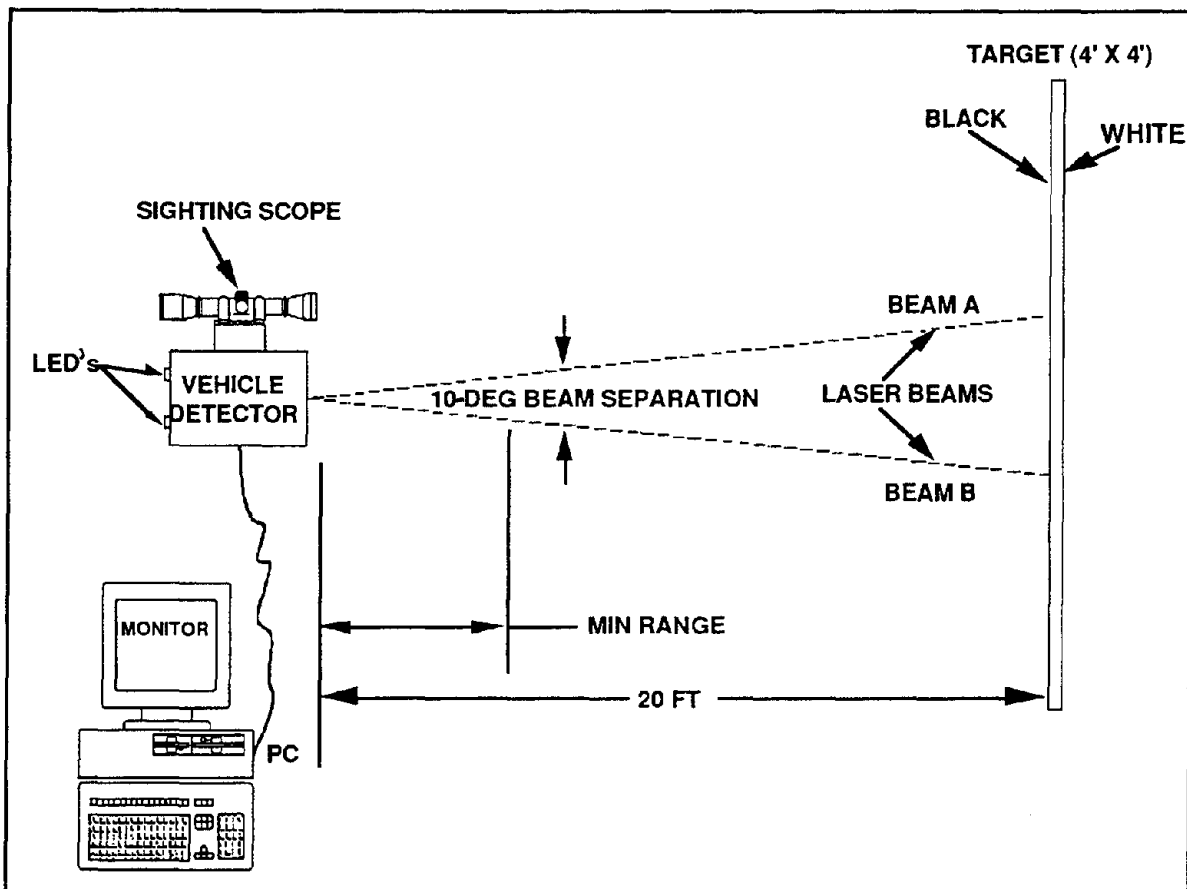 TARGET (4' X 4')
BLACK
WHITE
SIGHTING SCOPE
BEAM A
LED's
VEHICLE
DETECTOR
10-DEG BEAM SEPARATION
LASER BEAMS
BEAM B
MONITOR
MIN RANGE
20 FT
PC